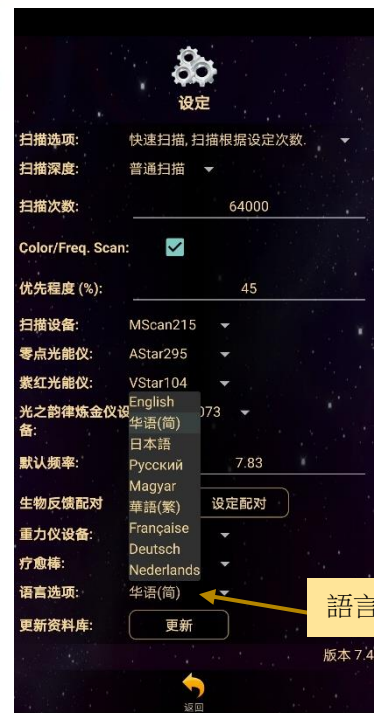 设定
扫描选项: 快速扫描, 扫描根据设定次数.
扫描深度: 普通扫描
扫描次数: 64000
Color/Freq. Scan:
优先程度 (%): 45
扫描设备: MScan215
零点光能仪: AStar295
紫红光能仪: VStar104
光之韵律炼金仪设备: 073
English
华语(简)
日本語
Русский
Magyar
華語(繁)
Française
Deutsch
Nederlands
默认频率: 7.83
生物反馈配对 设定配对
重力仪设备:
疗愈棒:
语言选项: 华语(简)
語言
更新资料库: 更新
版本 7.4
返回